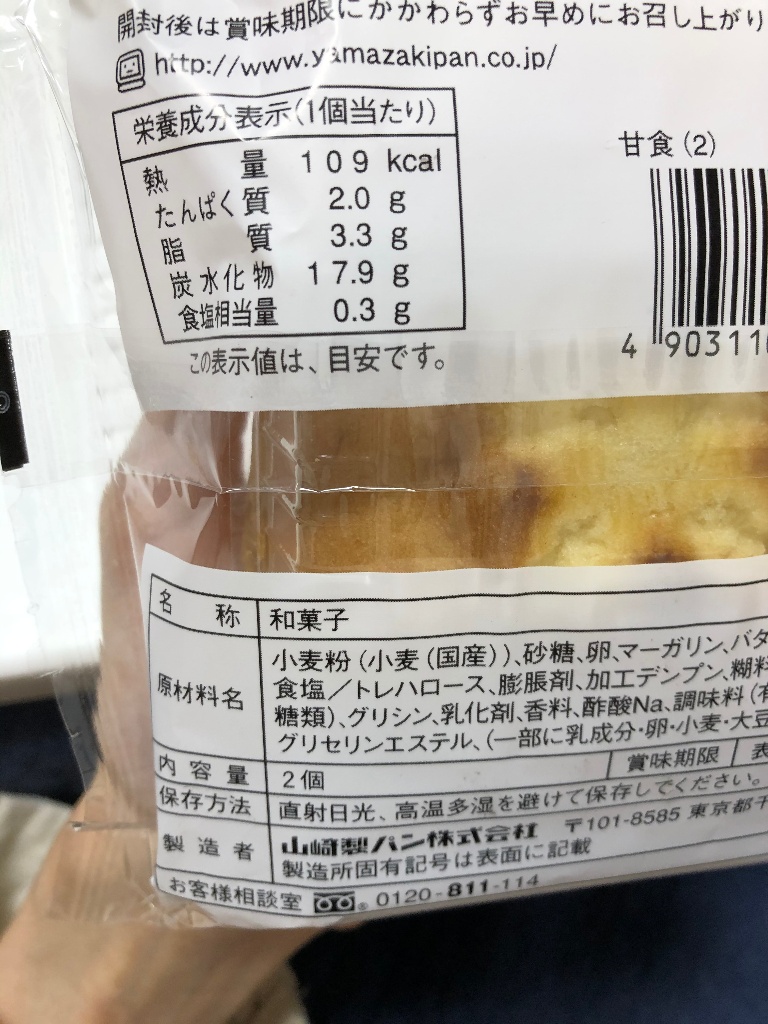 開封後は賞味期限にかかわらずお早めにお召し上がり
http://www.yamazakipan.co.jp/
栄養成分表示(1個当たり)
熱量 109 kcal
たんぱく質 2.0 g
脂質 3.3 g
炭水化物 17.9 g
食塩相当量 0.3 g
この表示値は、目安です。
甘食(2)
4 903110
名称 和菓子
原材料名 小麦粉(小麦(国産))、砂糖、卵、マーガリン、バタ
食塩/トレハロース、膨脹剤、加工デンプン、糊料
糖類)、グリシン、乳化剤、香料、酢酸Na、調味料(有
グリセリンエステル、(一部に乳成分・卵・小麦・大豆
内容量 2個 賞味期限 表
保存方法 直射日光、高温多湿を避けて保存してください。
製造者 山崎製パン株式会社 〒101-8585 東京都千
製造所固有記号は表面に記載
お客様相談室 0120-811-114